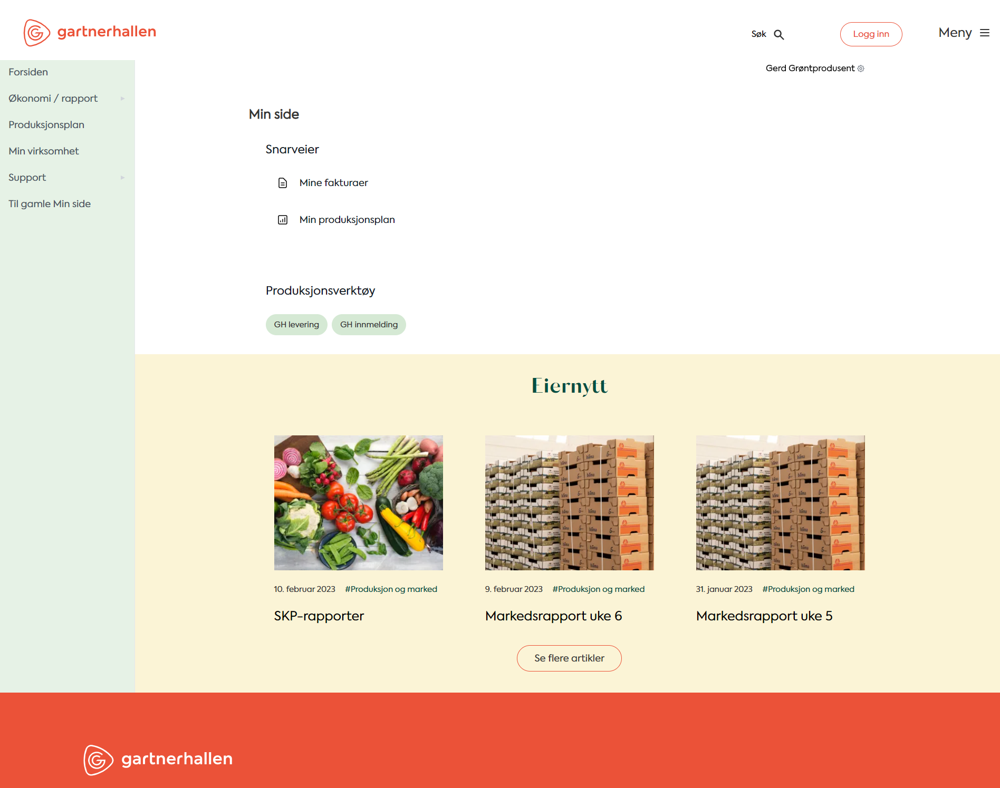 gartnerhallen
Søk
Logg inn
Meny
Gerd Grøntprodusent
Forsiden
Økonomi / rapport
Produksjonsplan
Min virksomhet
Support
Til gamle Min side
Min side
Snarveier
Mine fakturaer
Min produksjonsplan
Produksjonsverktøy
GH levering
GH innmelding
Eiernytt
10. februar 2023 #Produksjon og marked
SKP-rapporter
9. februar 2023 #Produksjon og marked
Markedsrapport uke 6
31. januar 2023 #Produksjon og marked
Markedsrapport uke 5
Se flere artikler
gartnerhallen